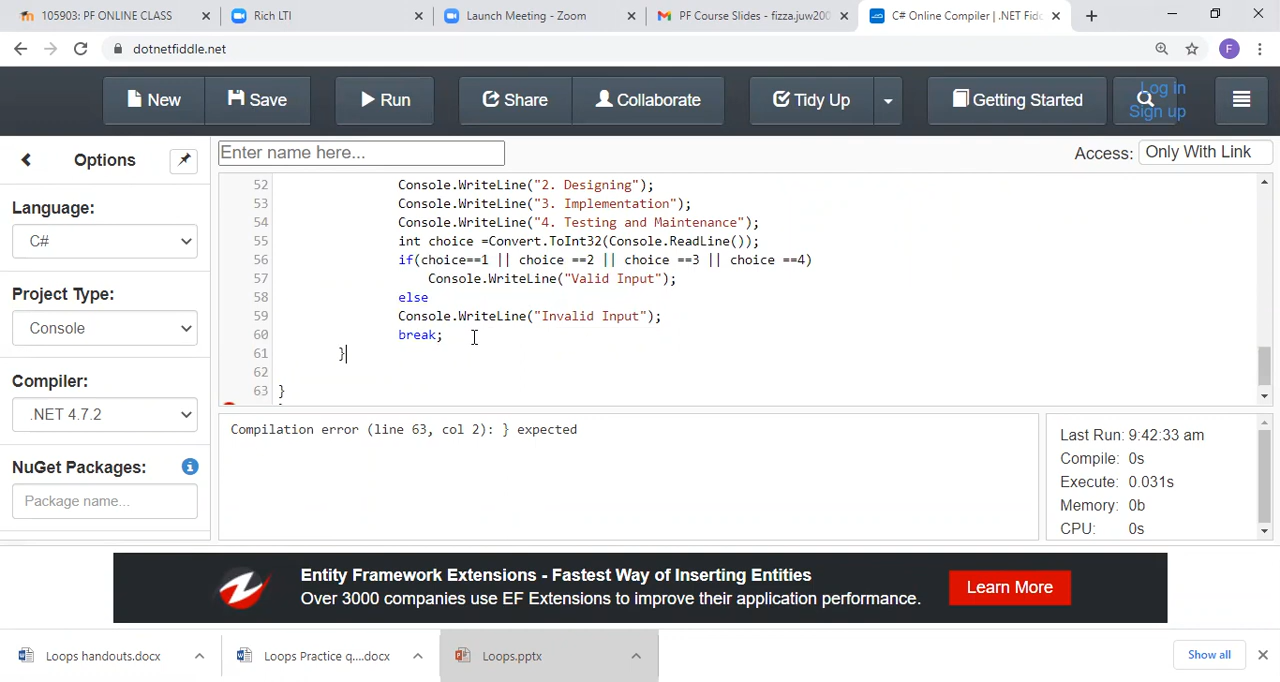 105903: PF ONLINE CLASS
Rich LTI
Launch Meeting - Zoom
PF Course Slides - fizza.juw200
C# Online Compiler | .NET Fidd
dotnetfiddle.net
F
New
Save
Run
Share
Collaborate
Tidy Up
Getting Started
Log in
Sign up
Options
Enter name here...
Access: Only With Link
Language:
C#
Project Type:
Console
Compiler:
.NET 4.7.2
NuGet Packages:
Package name...
52 Console.WriteLine("2. Designing");
53 Console.WriteLine("3. Implementation");
54 Console.WriteLine("4. Testing and Maintenance");
55 int choice =Convert.ToInt32(Console.ReadLine());
56 if(choice==1 || choice ==2 || choice ==3 || choice ==4)
57 Console.WriteLine("Valid Input");
58 else
59 Console.WriteLine("Invalid Input");
60 break;
61 }
62
63 }
Compilation error (line 63, col 2): } expected
Last Run: 9:42:33 am
Compile: 0s
Execute: 0.031s
Memory: 0b
CPU: 0s
Entity Framework Extensions - Fastest Way of Inserting Entities
Over 3000 companies use EF Extensions to improve their application performance.
Learn More
Loops handouts.docx
Loops Practice q....docx
Loops.pptx
Show all